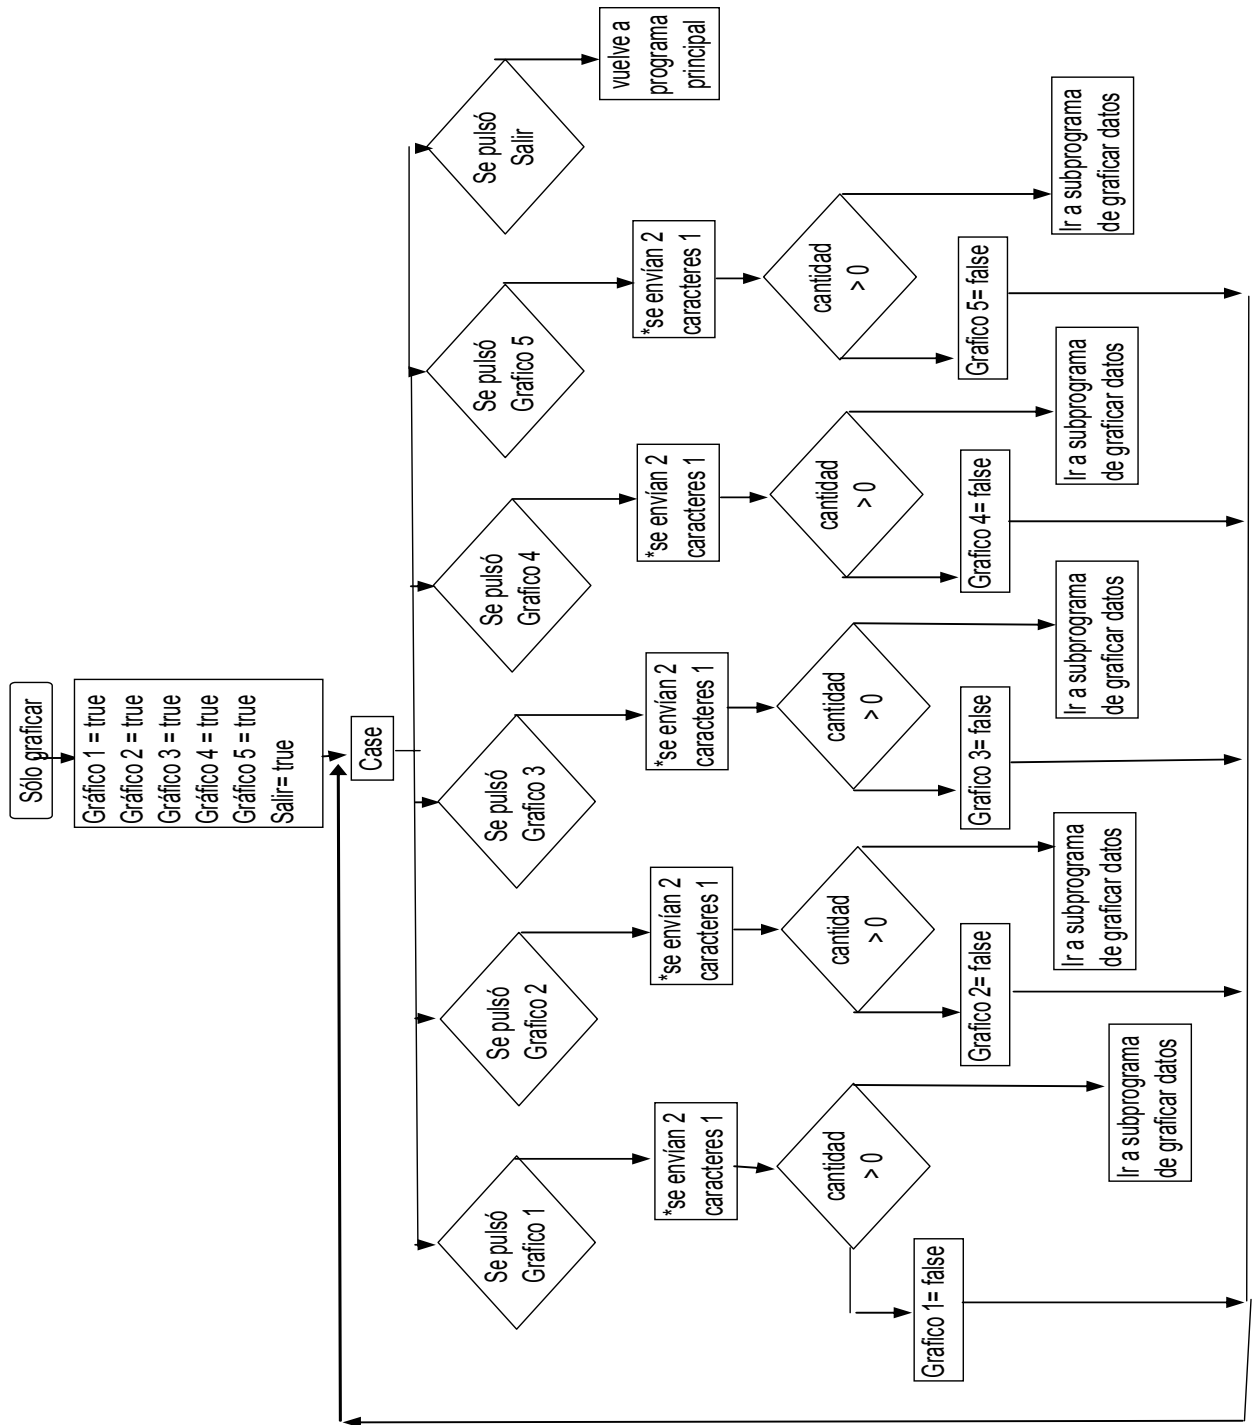 Sólo graficar
Gráfico 1 = true
Gráfico 2 = true
Gráfico 3 = true
Gráfico 4 = true
Gráfico 5 = true
Salir= true
Case
Se pulsó
Grafico 1
Se pulsó
Grafico 2
Se pulsó
Grafico 3
Se pulsó
Grafico 4
Se pulsó
Grafico 5
Se pulsó
Salir
vuelve a
programa
principal
*se envían 2
caracteres 1
*se envían 2
caracteres 1
*se envían 2
caracteres 1
*se envían 2
caracteres 1
*se envían 2
caracteres 1
cantidad
> 0
cantidad
> 0
cantidad
> 0
cantidad
> 0
cantidad
> 0
Grafico 1= false
Grafico 2= false
Grafico 3= false
Grafico 4= false
Grafico 5= false
Ir a subprograma
de graficar datos
Ir a subprograma
de graficar datos
Ir a subprograma
de graficar datos
Ir a subprograma
de graficar datos
Ir a subprograma
de graficar datos